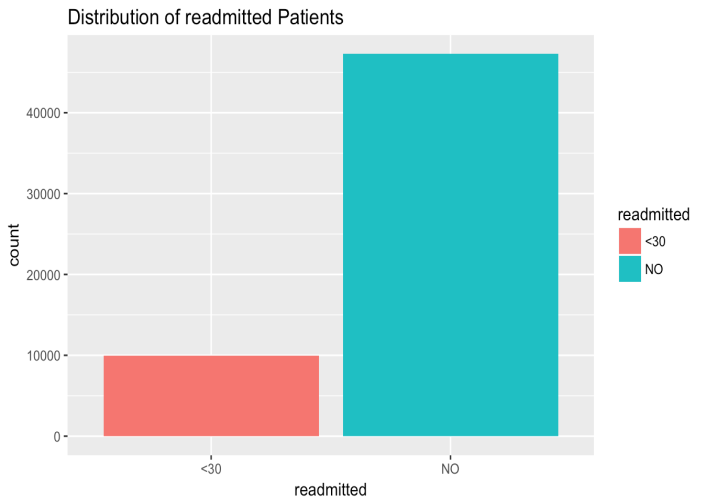 Distribution of readmitted Patients
count
40000
30000
20000
10000
0
<30
NO
readmitted
readmitted
<30
NO